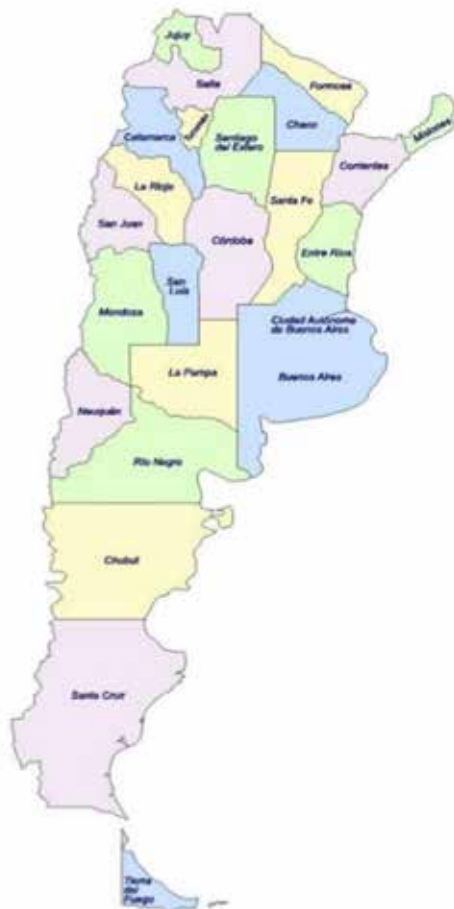 Jujuy
Salta
Formosa
Tucumán
Catamarca
Santiago
del Estero
Chaco
Misiones
Corrientes
La Rioja
Santa Fe
San Juan
Córdoba
Entre Ríos
San
Luis
Mendoza
Ciudad Autónoma
de Buenos Aires
La Pampa
Buenos Aires
Neuquén
Río Negro
Chubut
Santa Cruz
Tierra
del
Fuego